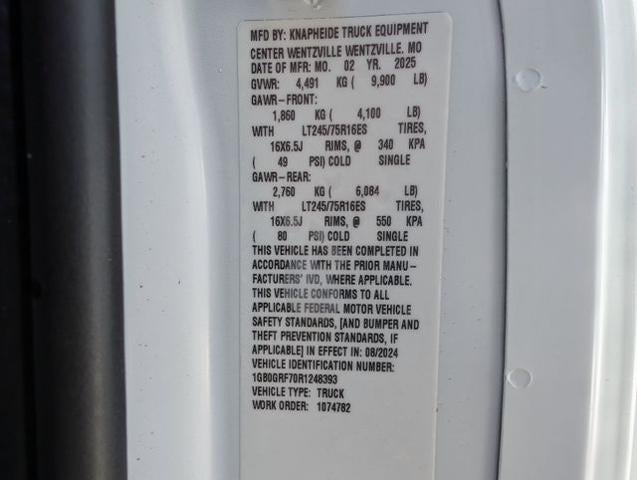 MFD BY: KNAPHEIDE TRUCK EQUIPMENT
CENTER WENTZVILLE WENTZVILLE. MO
DATE OF MFR: MO. 02 YR. 2025
GVWR: 4,491 KG ( 9,900 LB)
GAWR-FRONT:
1,860 KG ( 4,100 LB)
WITH LT245/75R16ES TIRES,
16X6.5J RIMS, @ 340 KPA
( 49 PSI) COLD SINGLE
GAWR-REAR:
2,760 KG ( 6,084 LB)
WITH LT245/75R16ES TIRES,
16X6.5J RIMS, @ 550 KPA
( 80 PSI) COLD SINGLE
THIS VEHICLE HAS BEEN COMPLETED IN
ACCORDANCE WITH THE PRIOR MANU-
FACTURERS' IVD, WHERE APPLICABLE.
THIS VEHICLE CONFORMS TO ALL
APPLICABLE FEDERAL MOTOR VEHICLE
SAFETY STANDARDS, [AND BUMPER AND
THEFT PREVENTION STANDARDS, IF
APPLICABLE] IN EFFECT IN: 08/2024
VEHICLE IDENTIFICATION NUMBER:
1GB0GRF70R1248393
VEHICLE TYPE: TRUCK
WORK ORDER: 1074782